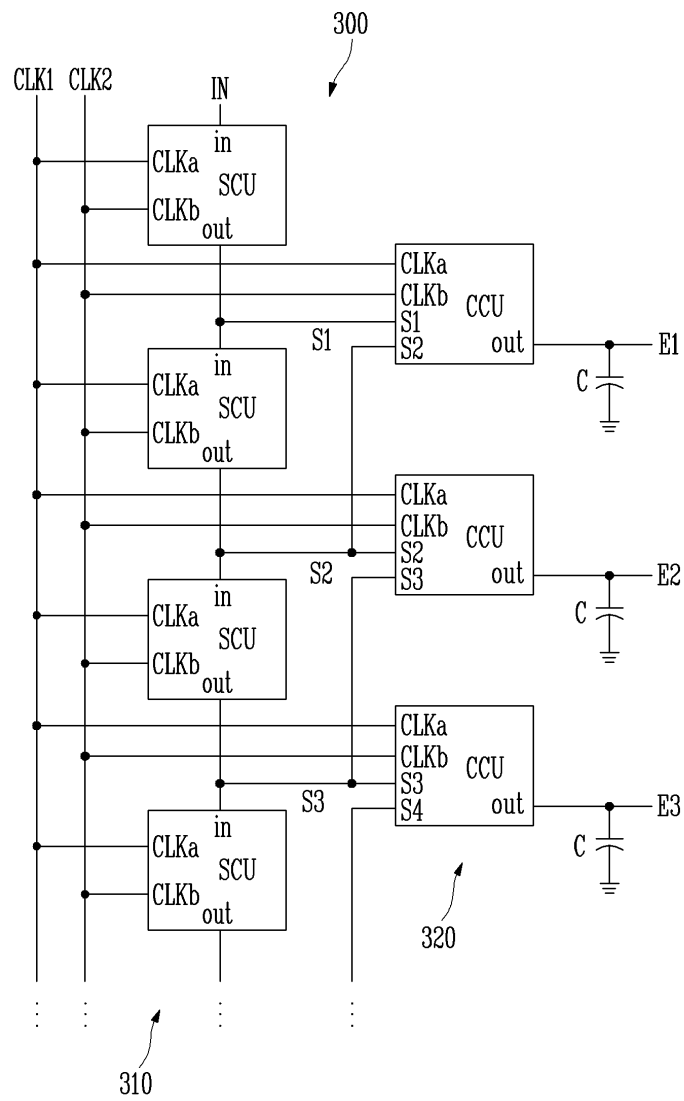 300
CLK1 CLK2
IN
in
CLKa
SCU
CLKb
out
CLKa
CLKb
CCU
S1
S1
S2
out
E1
in
CLKa
SCU
C
CLKb
out
CLKa
CLKb
CCU
S2
S2
S3
out
E2
in
CLKa
SCU
C
CLKb
out
CLKa
CLKb
CCU
S3
S3
S4
out
E3
in
CLKa
SCU
C
CLKb
out
320
310